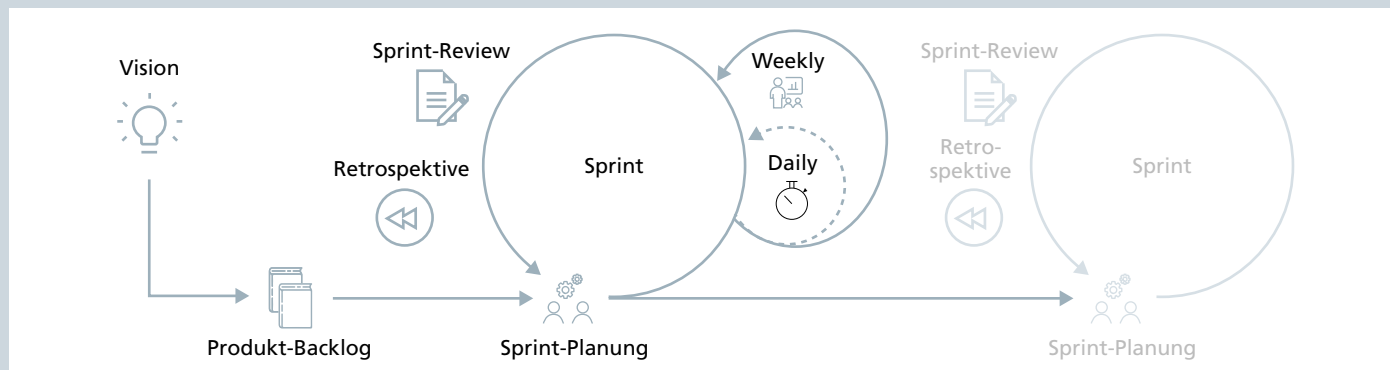 Vision
Sprint-Review
Retrospektive
Sprint
Weekly
Daily
Produkt-Backlog
Sprint-Planung
Sprint-Review
Retro-
spektive
Sprint
Sprint-Planung